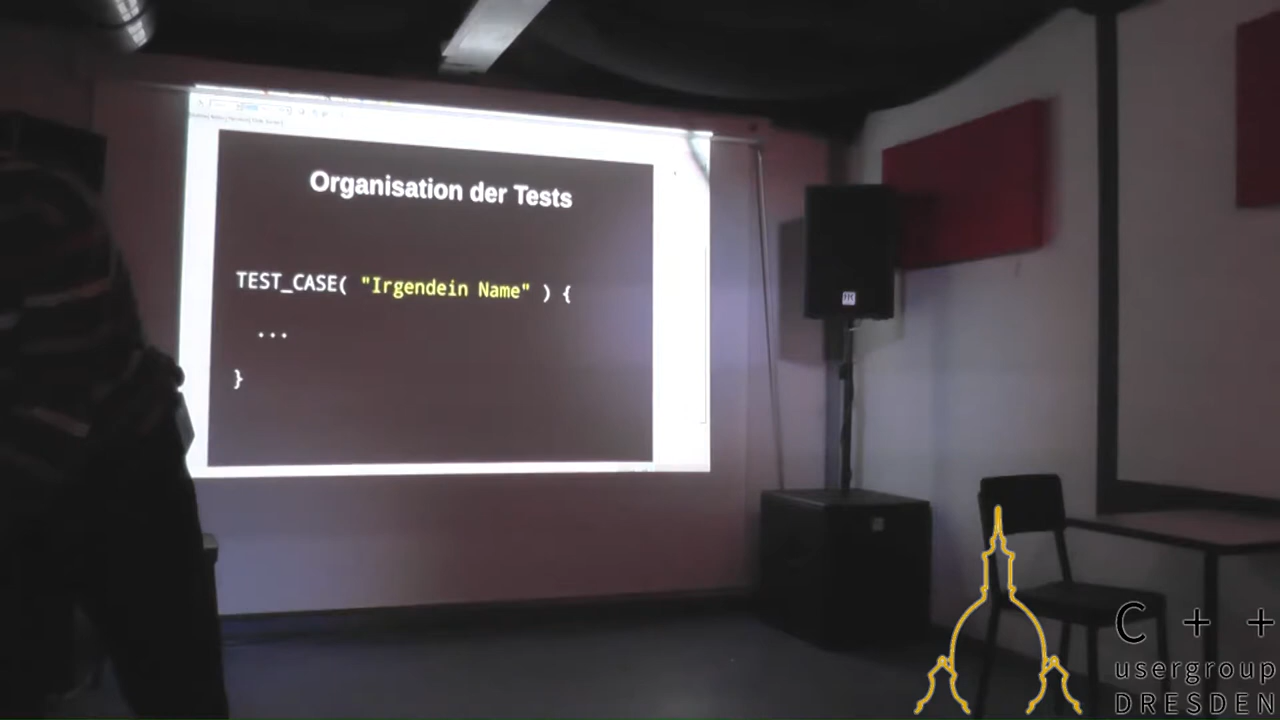 Organisation der Tests
TEST_CASE( "Irgendein Name" ) {
...
}
C + +
usergroup
DRESDEN